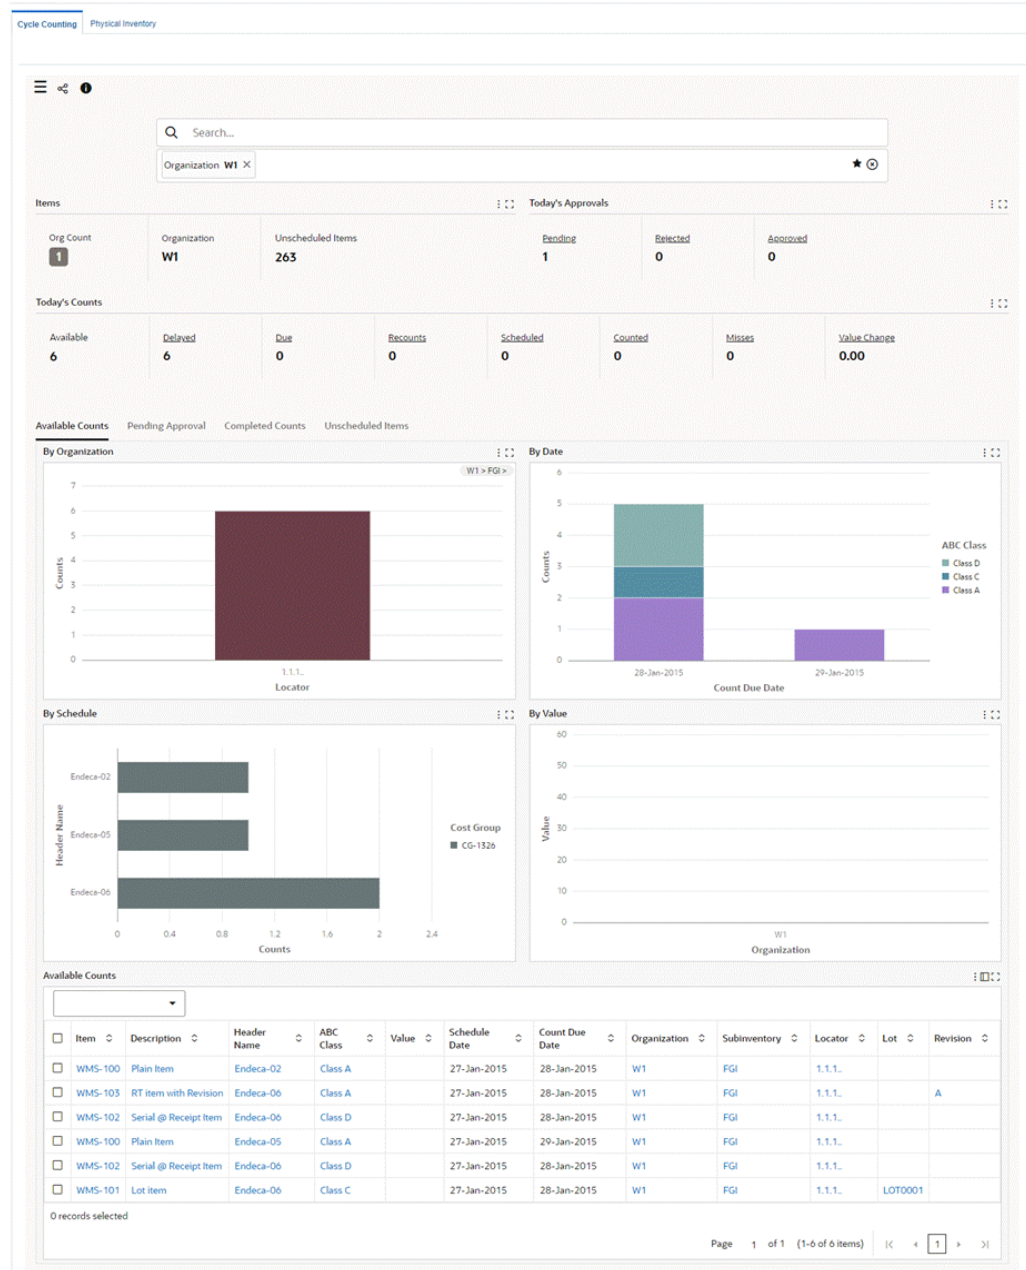 Cycle Counting Physical Inventory
Search...
Organization W1 ×
Items
Today's Approvals
Org Count Organization Unscheduled Items
1 W1 263
Pending Rejected Approved
1 0 0
Today's Counts
Available Delayed Due Recounts Scheduled Counted Misses Value Change
6 6 0 0 0 0 0 0.00
Available Counts Pending Approval Completed Counts Unscheduled Items
By Organization
W1 > FGI >
7
6
5
4
3
2
1
0
Counts
1.1.1..
Locator
By Date
6
5
4
3
2
1
0
Counts
28-Jan-2015 29-Jan-2015
Count Due Date
ABC Class
Class D
Class C
Class A
By Schedule
Header Name
Endeca-02
Endeca-05
Endeca-06
0 0.4 0.8 1.2 1.6 2 2.4
Counts
Cost Group
CG-1326
By Value
60
50
40
30
20
10
0
Value
W1
Organization
Available Counts
Item Description Header Name ABC Class Value Schedule Date Count Due Date Organization Subinventory Locator Lot Revision
WMS-100 Plain Item Endeca-02 Class A 27-Jan-2015 28-Jan-2015 W1 FGI 1.1.1..
WMS-103 RT item with Revision Endeca-06 Class A 27-Jan-2015 28-Jan-2015 W1 FGI 1.1.1.. A
WMS-102 Serial @ Receipt Item Endeca-06 Class D 27-Jan-2015 28-Jan-2015 W1 FGI 1.1.1..
WMS-100 Plain Item Endeca-05 Class A 27-Jan-2015 29-Jan-2015 W1 FGI 1.1.1..
WMS-102 Serial @ Receipt Item Endeca-06 Class D 27-Jan-2015 28-Jan-2015 W1 FGI 1.1.1..
WMS-101 Lot item Endeca-06 Class C 27-Jan-2015 28-Jan-2015 W1 FGI 1.1.1.. LOT0001
0 records selected
Page 1 of 1 (1-6 of 6 items) 1